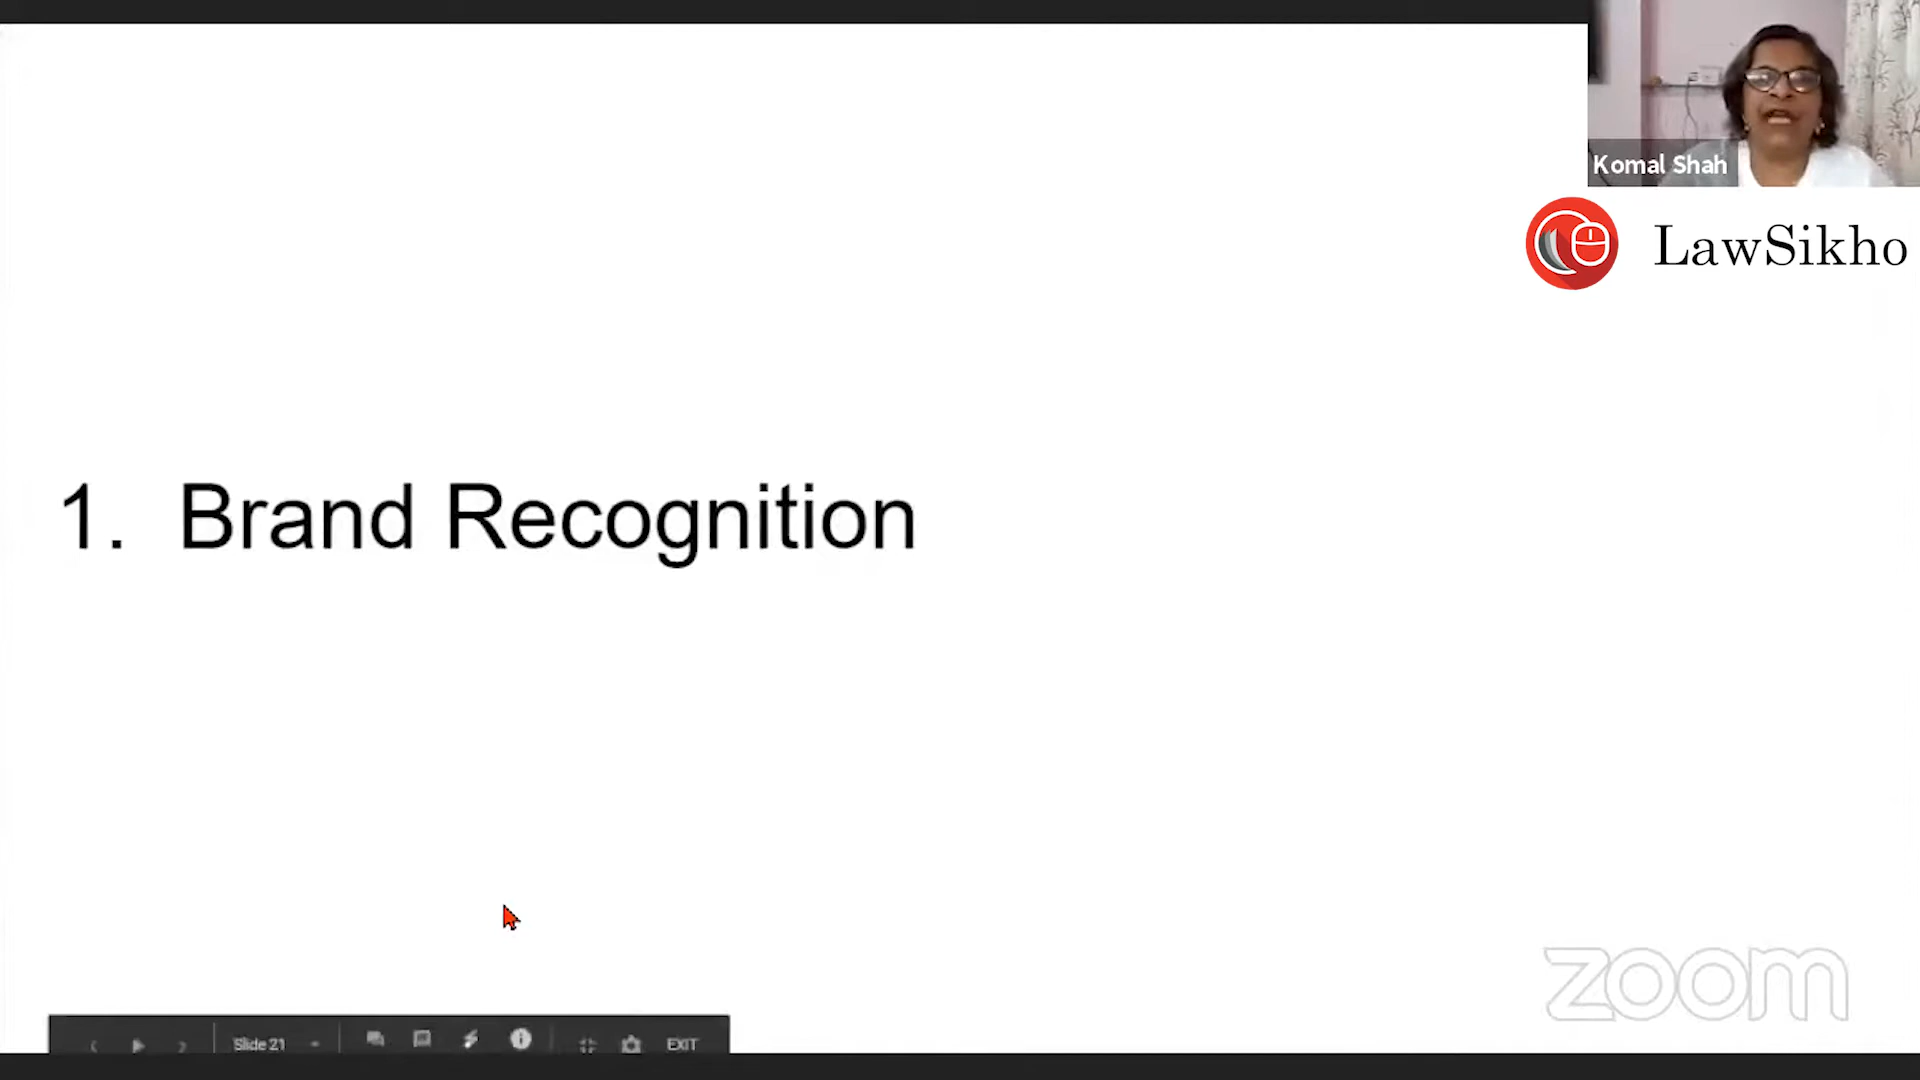 Komal Shah
LawSikho
1. Brand Recognition
zoom
Slide 21
EXIT